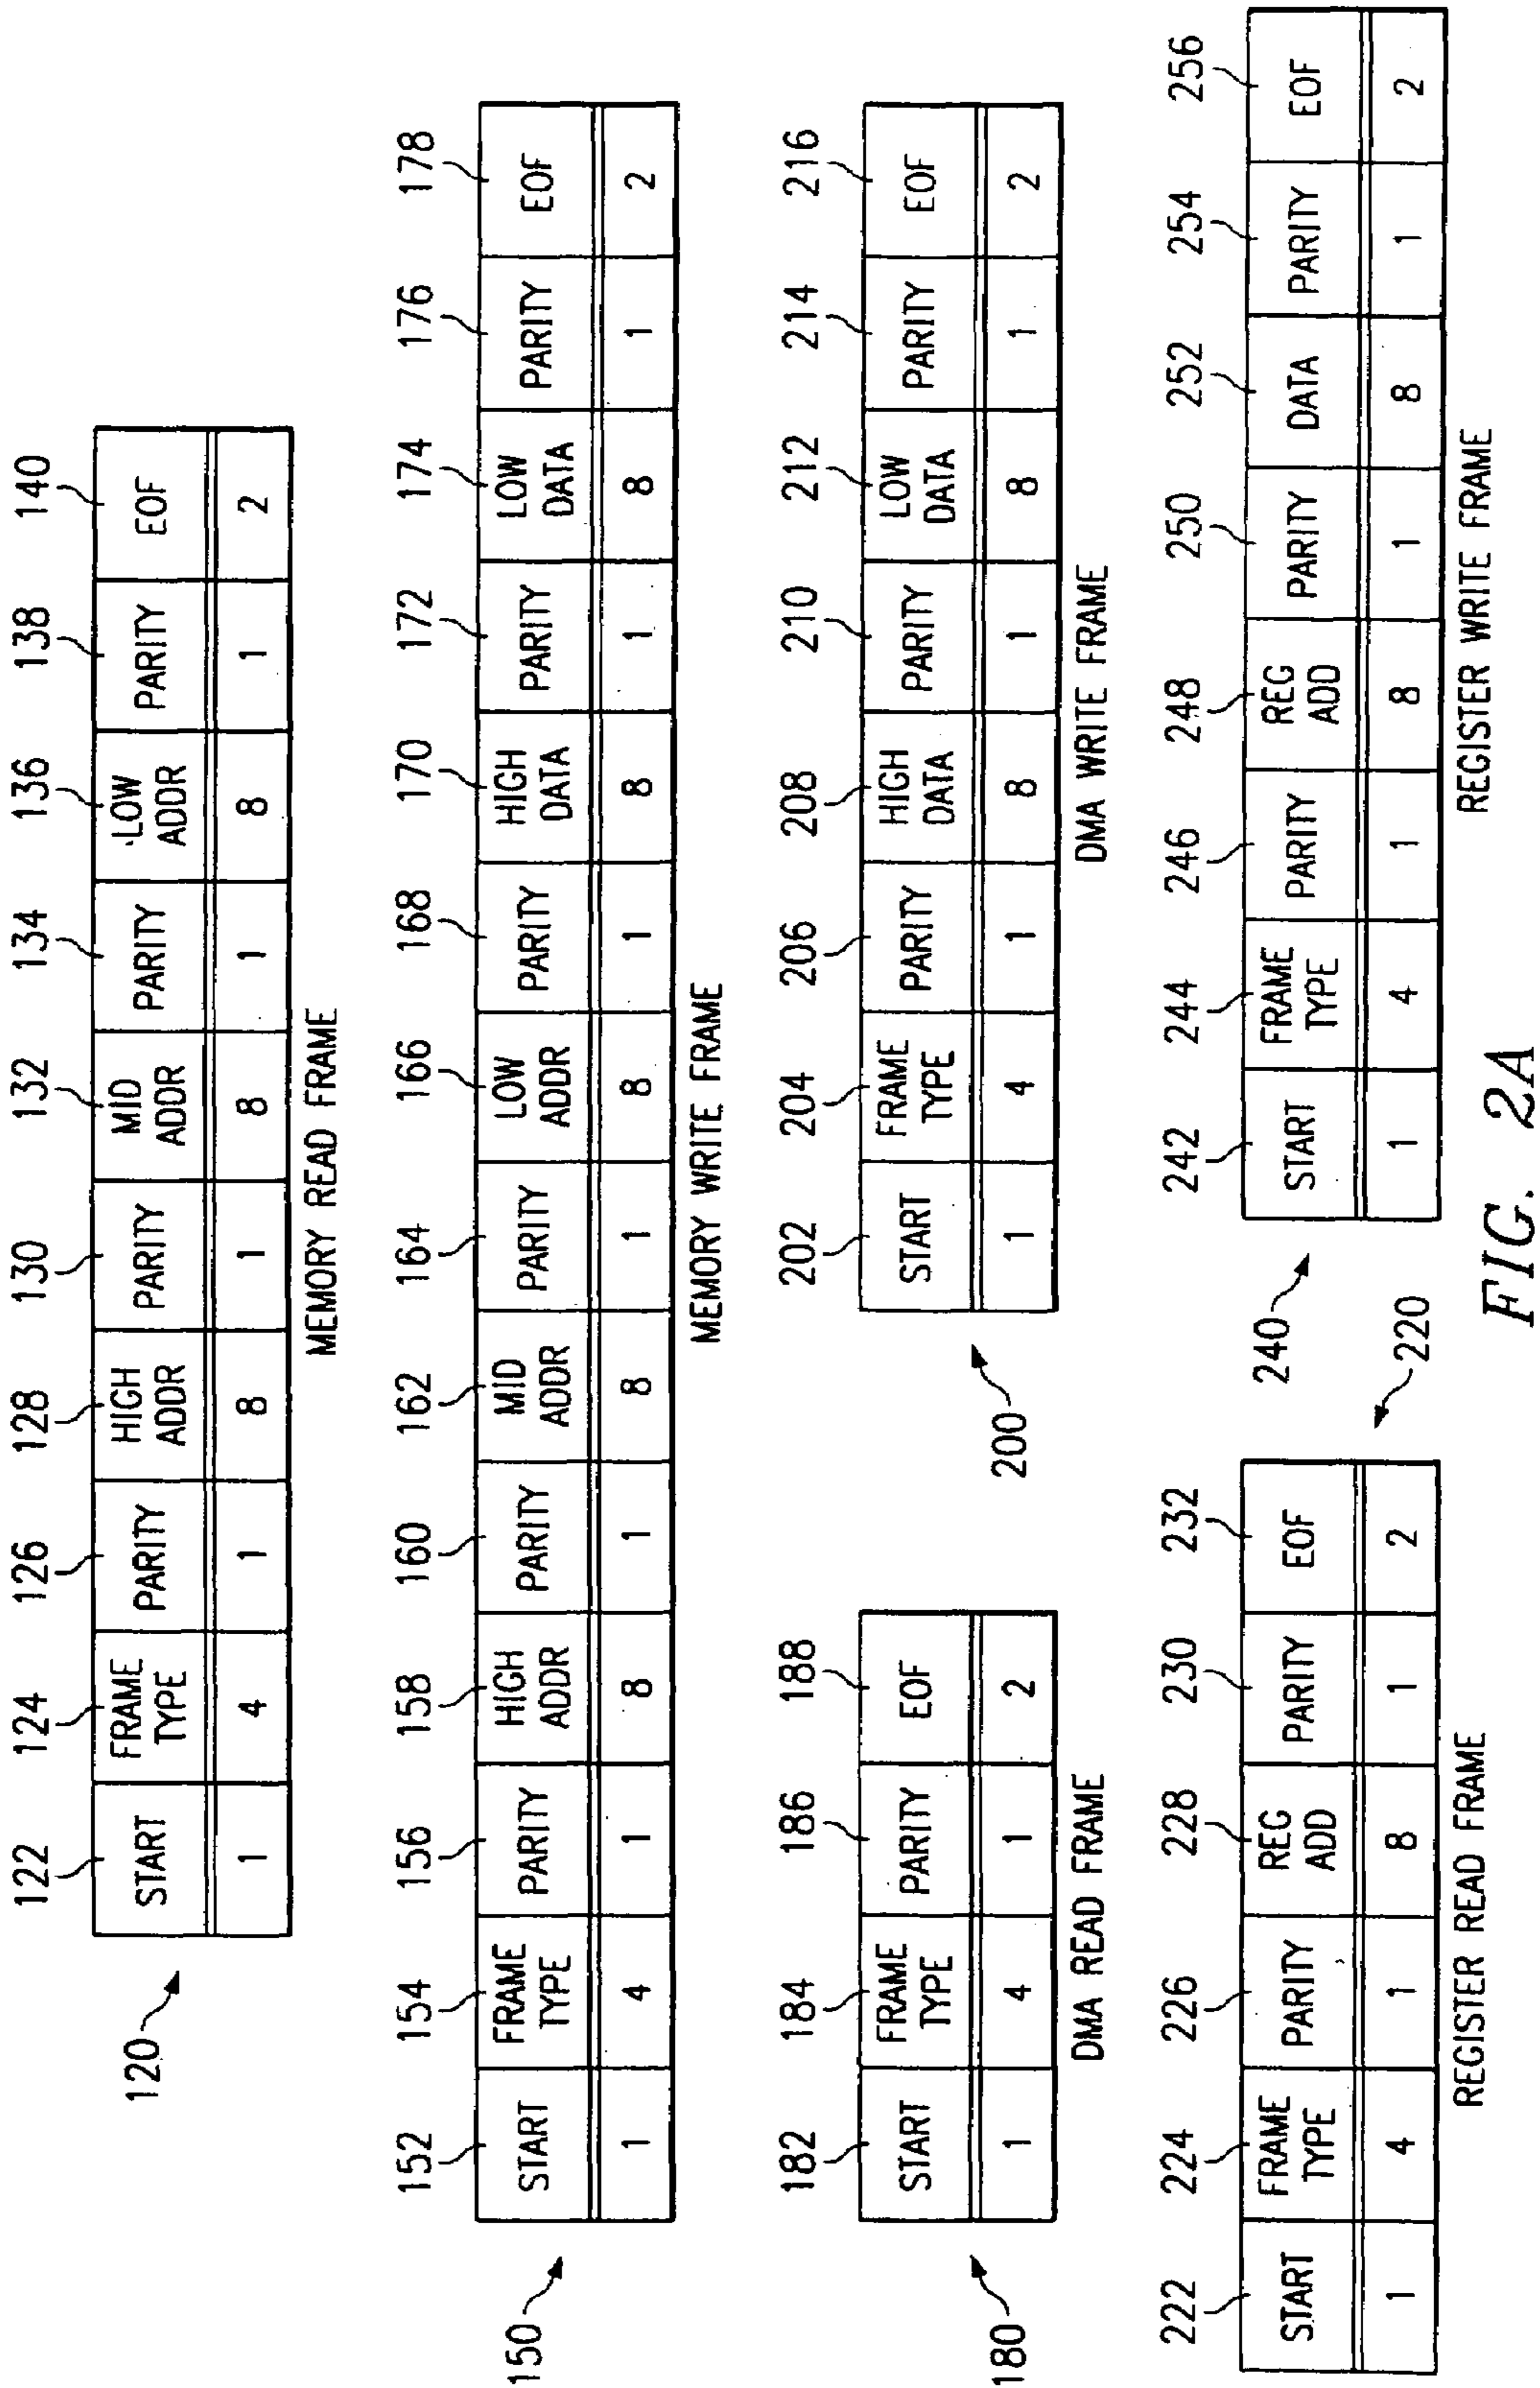 122 124 126 128 130 132 134 136 138 140
START FRAME TYPE PARITY HIGH ADDR PARITY MID ADDR PARITY LOW ADDR PARITY EOF
1 4 1 8 1 8 1 8 1 2
120
MEMORY READ FRAME
152 154 156 158 160 162 164 166 168 170 172 174 176 178
START FRAME TYPE PARITY HIGH ADDR PARITY MID ADDR PARITY LOW ADDR PARITY HIGH DATA PARITY LOW DATA PARITY EOF
1 4 1 8 1 8 1 8 1 8 1 8 1 2
150
MEMORY WRITE FRAME
182 184 186 188
START FRAME TYPE PARITY EOF
1 4 1 2
180
DMA READ FRAME
202 204 206 208 210 212 214 216
START FRAME TYPE PARITY HIGH DATA PARITY LOW DATA PARITY EOF
1 4 1 8 1 8 1 2
200
DMA WRITE FRAME
222 224 226 228 230 232
START FRAME TYPE PARITY REG ADD PARITY EOF
1 4 1 8 1 2
220
REGISTER READ FRAME
242 244 246 248 250 252 254 256
START FRAME TYPE PARITY REG ADD PARITY DATA PARITY EOF
1 4 1 8 1 8 1 2
240
REGISTER WRITE FRAME
FIG. 2A